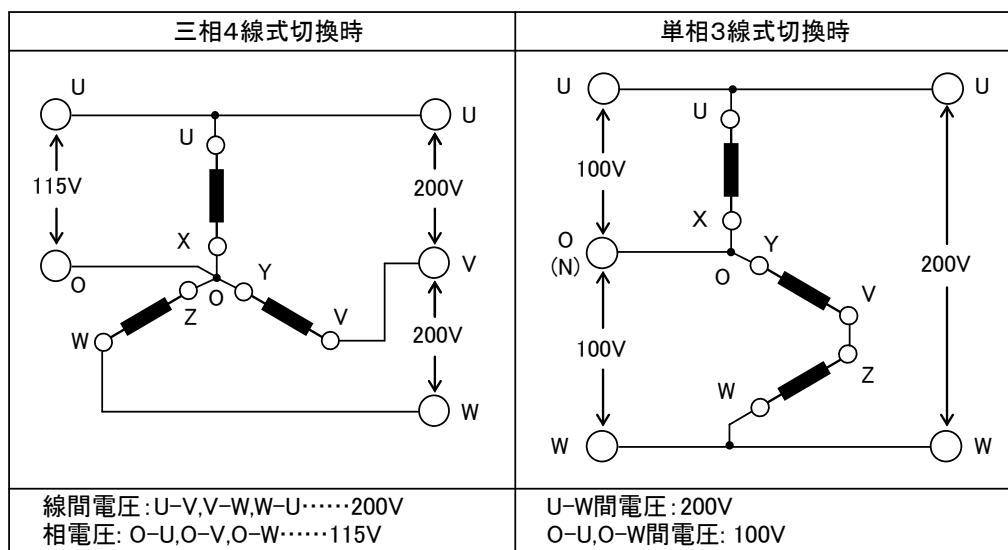 三相4線式切換時
単相3線式切換時
U
U
U
115V
200V
X
O
Y
V
Z
O
V
W
200V
W
U
U
U
100V
X
O
(N)
Y
O
200V
V
100V
Z
W
W
W
線間電圧:U-V,V-W,W-U……200V
相電圧: O-U,O-V,O-W……115V
U-W間電圧:200V
O-U,O-W間電圧: 100V